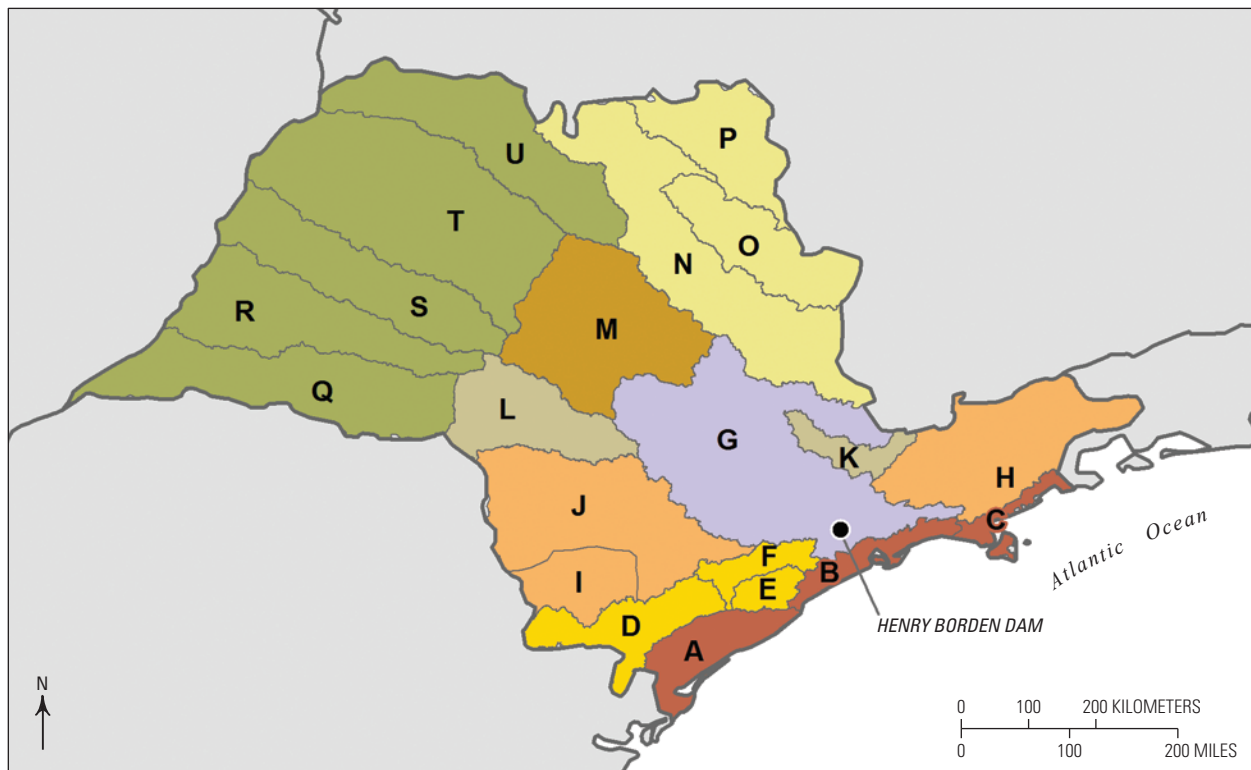 P
U
T
O
N
R
S
M
Q
L
G
K
H
J
C
F
B
I
E
D
A
Atlantic Ocean
HENRY BORDEN DAM
N
0 100 200 KILOMETERS
0 100 200 MILES